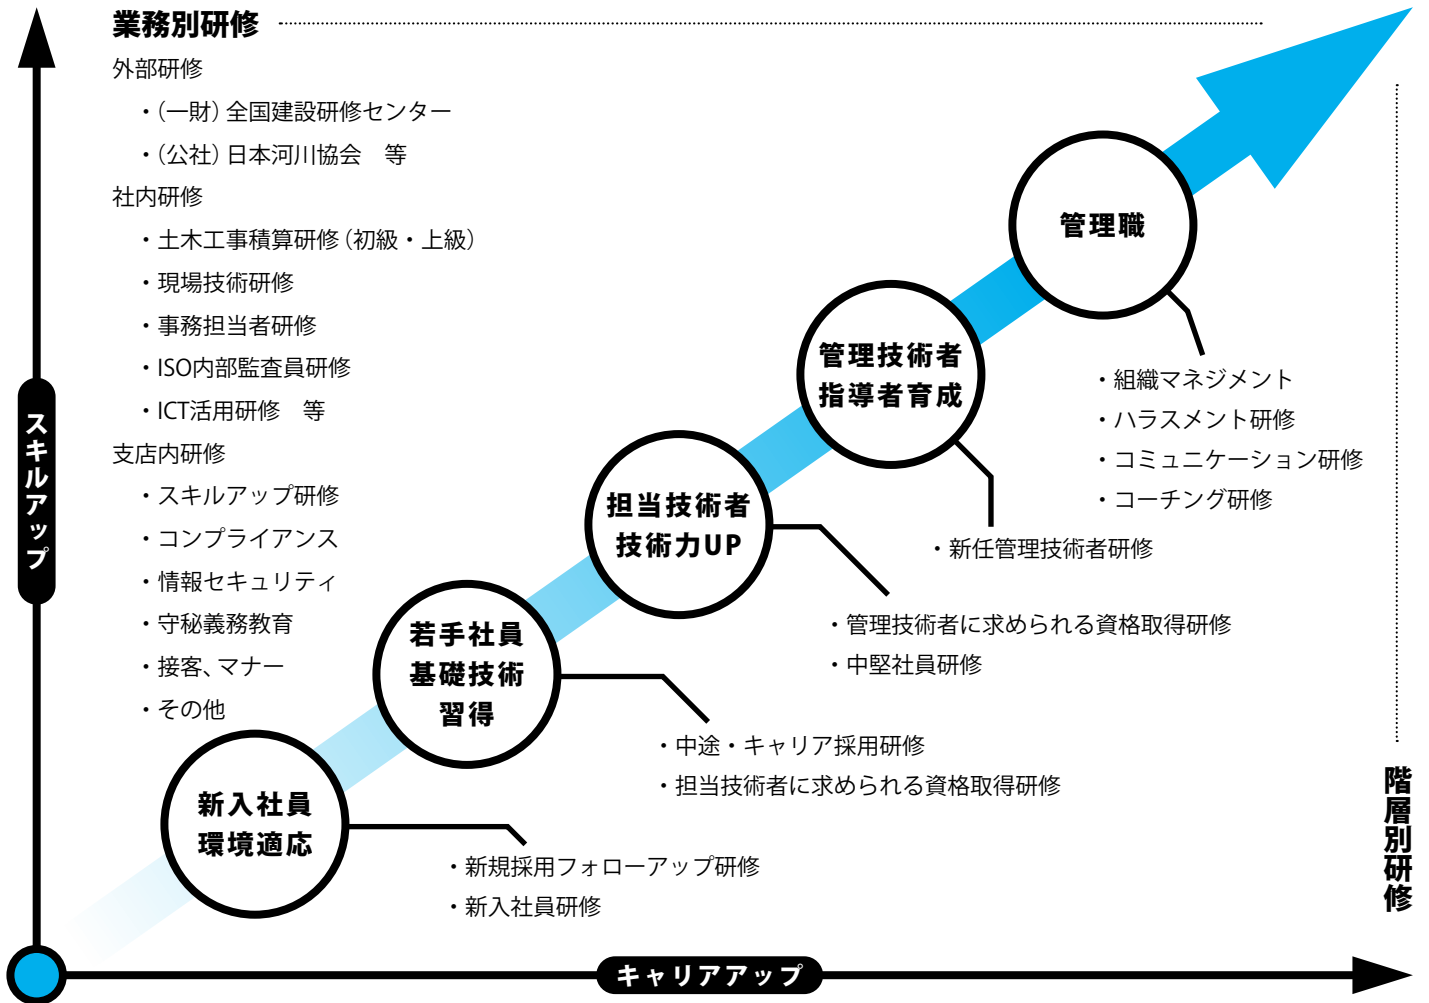 業務別研修
外部研修
・（一財）全国建設研修センター
・（公社）日本河川協会　等
社内研修
・土木工事積算研修（初級・上級）
・現場技術研修
・事務担当者研修
・ISO内部監査員研修
・ICT活用研修　等
支店内研修
・スキルアップ研修
・コンプライアンス
・情報セキュリティ
・守秘義務教育
・接客、マナー
・その他
スキルアップ
管理職
・組織マネジメント
・ハラスメント研修
・コミュニケーション研修
・コーチング研修
管理技術者
指導者育成
・新任管理技術者研修
担当技術者
技術力UP
・管理技術者に求められる資格取得研修
・中堅社員研修
若手社員
基礎技術
習得
・中途・キャリア採用研修
・担当技術者に求められる資格取得研修
新入社員
環境適応
・新規採用フォローアップ研修
・新入社員研修
階層別研修
キャリアアップ